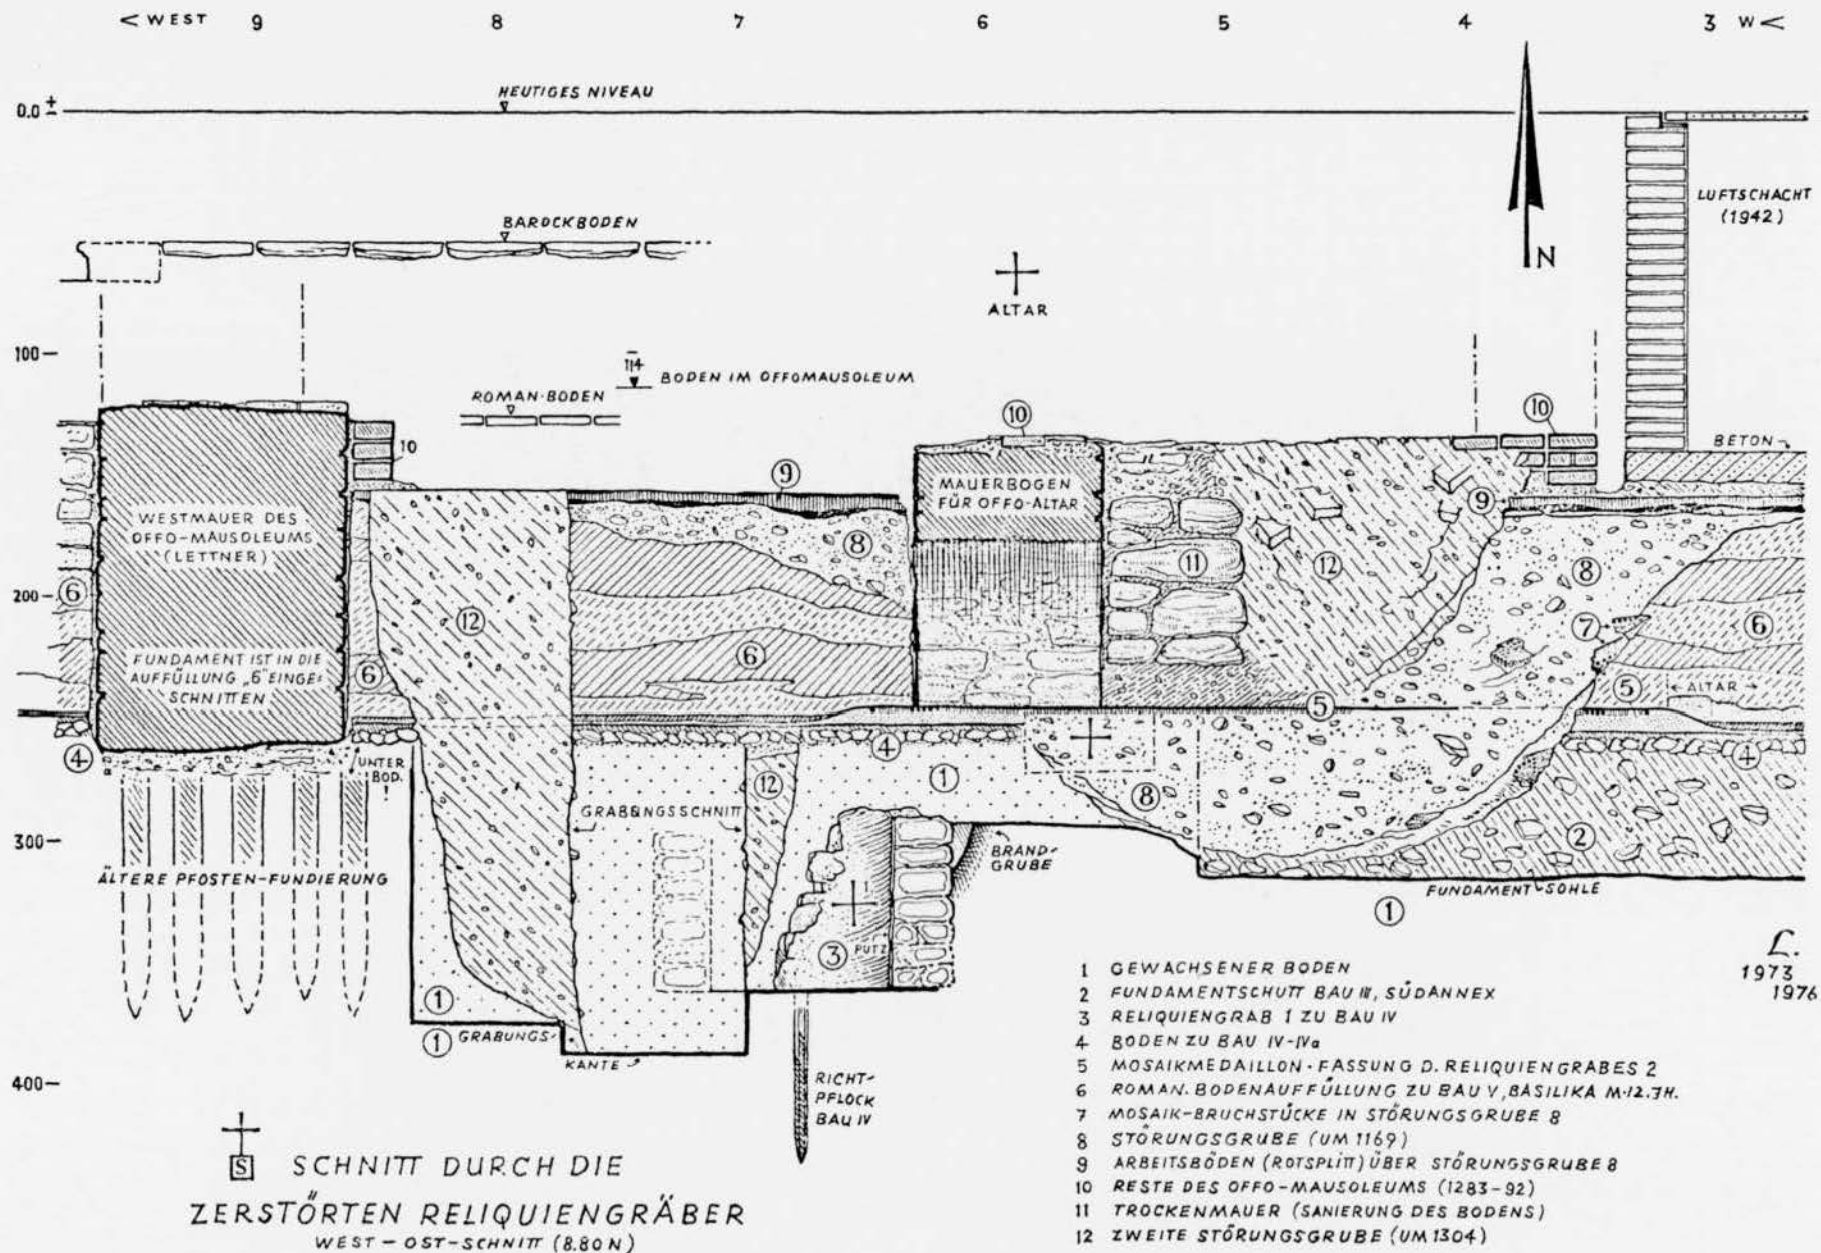 < WEST 9 8 7 6 5 4 3 W <
HEUTIGES NIVEAU
0.0 ±
LUFTSCHACHT
(1942)
BAROCKBODEN
N
ALTAR
100
114
BODEN IM OFFOMAUSOLEUM
ROMAN·BODEN
10
10
10
BETON
9
9
MAUERBOGEN
FÜR OFFO-ALTAR
WESTMAUER DES
OFFO-MAUSOLEUMS
(LETTNER)
8
11
12
8
6
200
12
7
6
FUNDAMENT IST IN DIE
AUFFÜLLUNG „6" EINGE-
SCHNITTEN
6
6
5
ALTAR
5
2
4
UNTER
BOD.
4
4
12
1
8
GRABUNGSSCHNITT
300
BRAND-
GRUBE
2
ÄLTERE PFOSTEN-FUNDIERUNG
FUNDAMENT-SOHLE
1
1
3
PUTZ
1
1
GRABUNGS-
KANTE
400
RICHT-
PFLOCK
BAU IV
L.
1973
1976
1 GEWACHSENER BODEN
2 FUNDAMENTSCHUTT BAU III, SÜDANNEX
3 RELIQUIENGRAB 1 ZU BAU IV
4 BODEN ZU BAU IV-IVa
5 MOSAIKMEDAILLON-FASSUNG D. RELIQUIENGRABES 2
6 ROMAN. BODENAUFFÜLLUNG ZU BAU V, BASILIKA M·12.JH.
7 MOSAIK-BRUCHSTÜCKE IN STÖRUNGSGRUBE 8
8 STÖRUNGSGRUBE (UM 1169)
9 ARBEITSBÖDEN (ROTSPLITT) ÜBER STÖRUNGSGRUBE 8
10 RESTE DES OFFO-MAUSOLEUMS (1283-92)
11 TROCKENMAUER (SANIERUNG DES BODENS)
12 ZWEITE STÖRUNGSGRUBE (UM 1304)
S
SCHNITT DURCH DIE
ZERSTÖRTEN RELIQUIENGRÄBER
WEST - OST-SCHNITT (8.80 N)